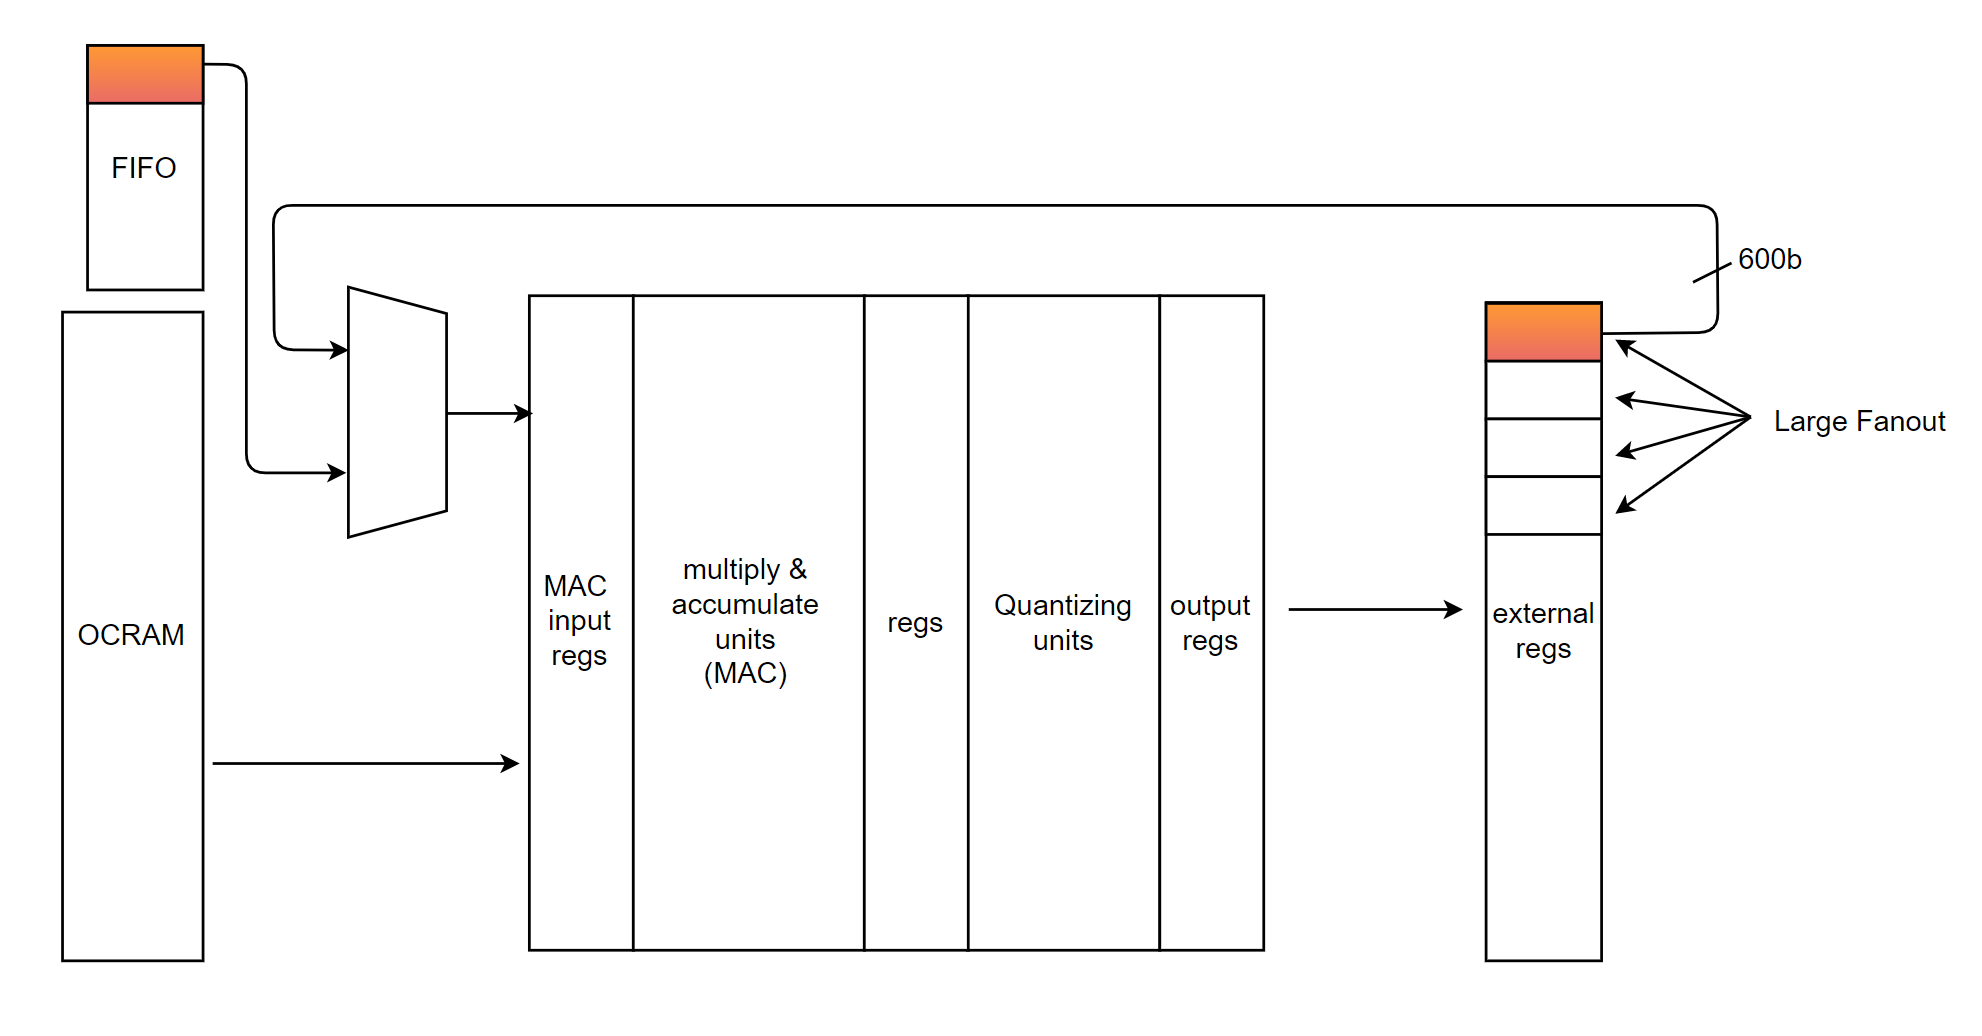 FIFO
600b
Large Fanout
OCRAM
MAC
input
regs
multiply &
accumulate
units
(MAC)
regs
Quantizing
units
output
regs
external
regs